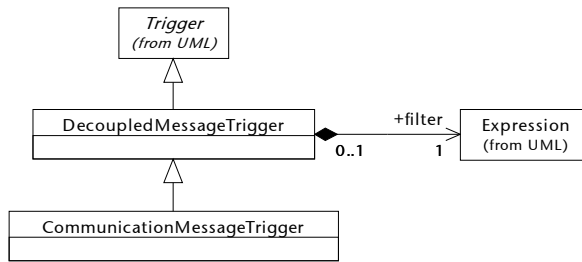 Trigger
(from UML)
DecoupledMessageTrigger
+filter
0..1
1
Expression
(from UML)
CommunicationMessageTrigger